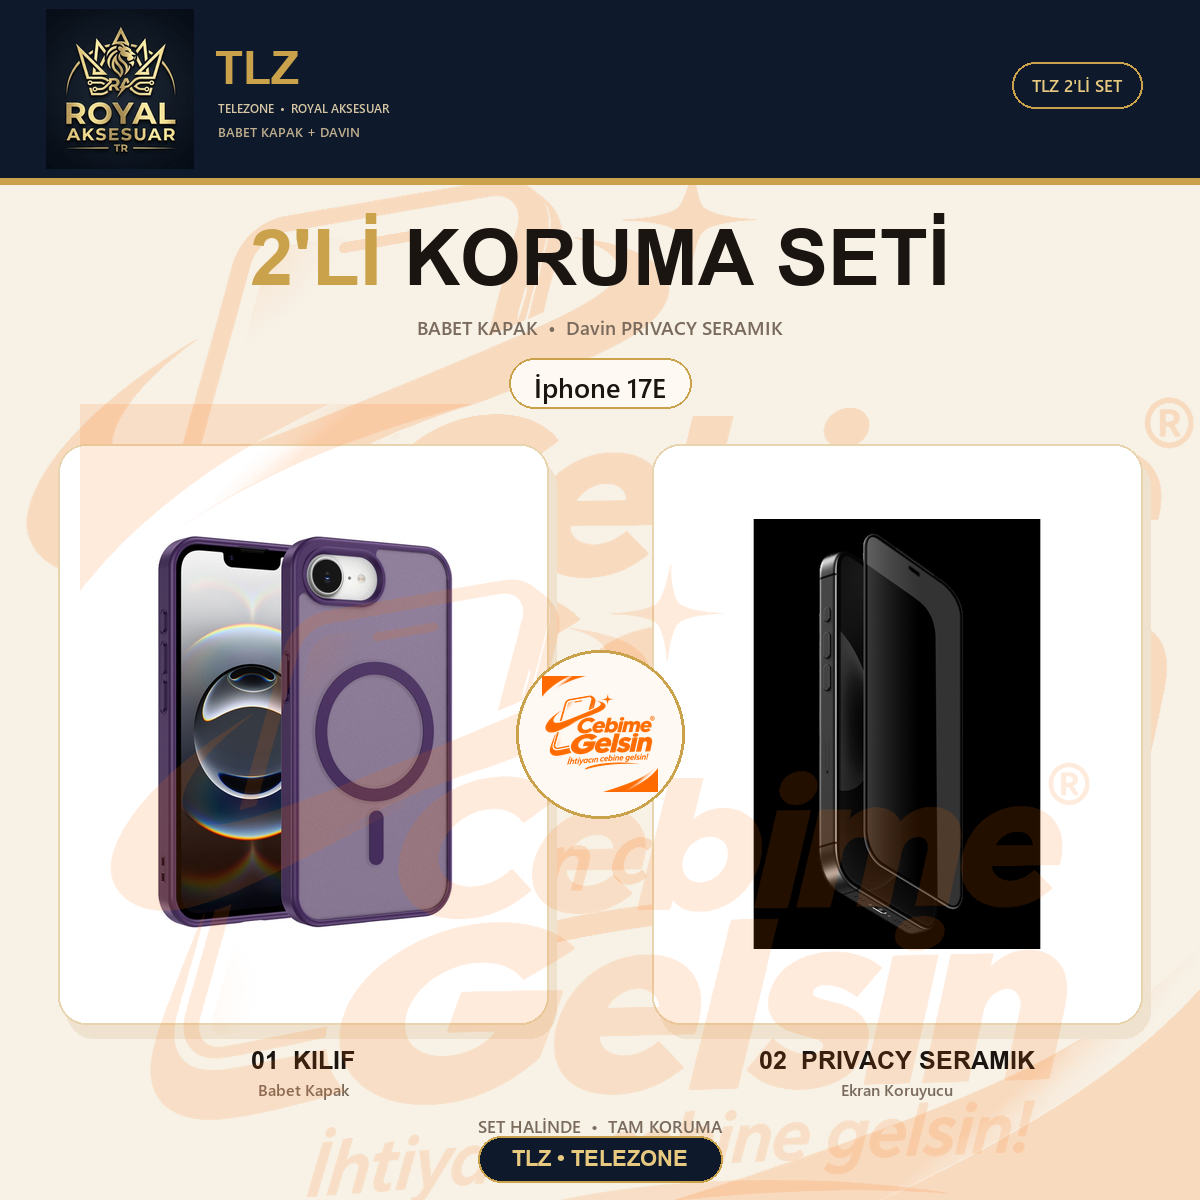 ROYAL
AKSESUAR
TR
TLZ
TELEZONE • ROYAL AKSESUAR
BABET KAPAK + DAVIN
TLZ 2'Lİ SET
2'Lİ KORUMA SETİ
BABET KAPAK • Davin PRIVACY SERAMIK
İphone 17E
Cebime®
Gelsin
İhtiyacın cebine gelsin!
01 KILIF
Babet Kapak
02 PRIVACY SERAMIK
Ekran Koruyucu
SET HALİNDE • TAM KORUMA
TLZ • TELEZONE
Cebime®
Gelsin